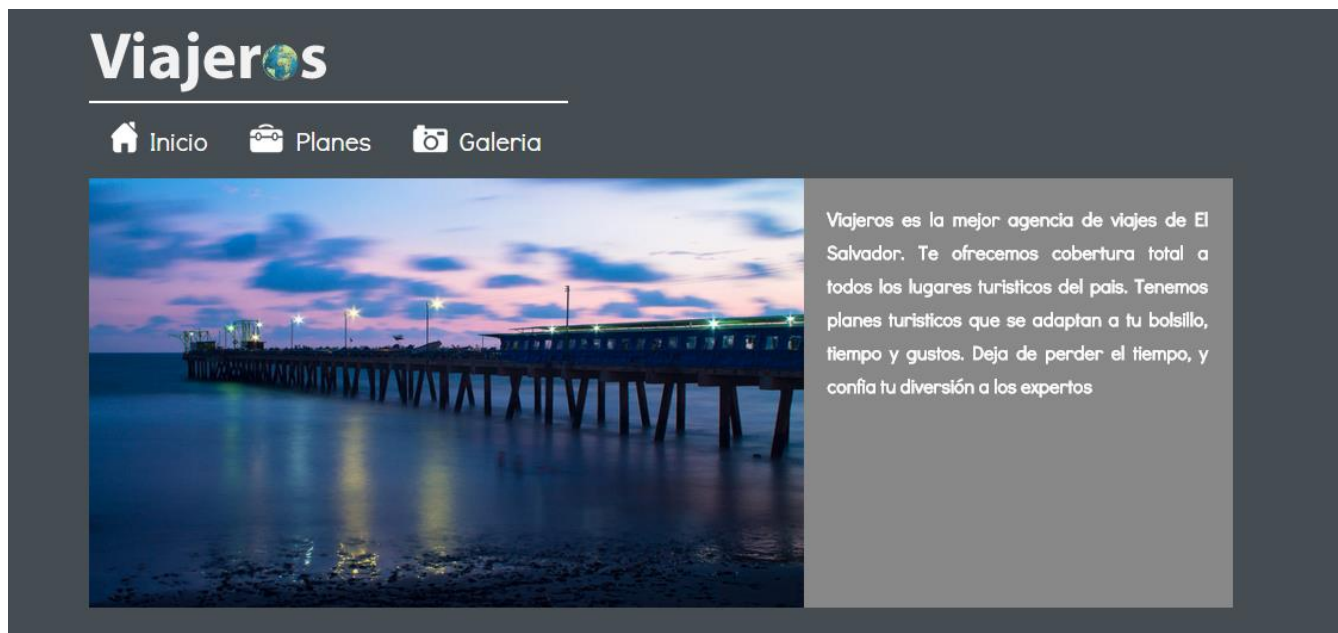 Viajeros
Inicio Planes Galeria
Viajeros es la mejor agencia de viajes de El
Salvador. Te ofrecemos cobertura total a
todos los lugares turisticos del pais. Tenemos
planes turisticos que se adaptan a tu bolsillo,
tiempo y gustos. Deja de perder el tiempo, y
confia tu diversión a los expertos